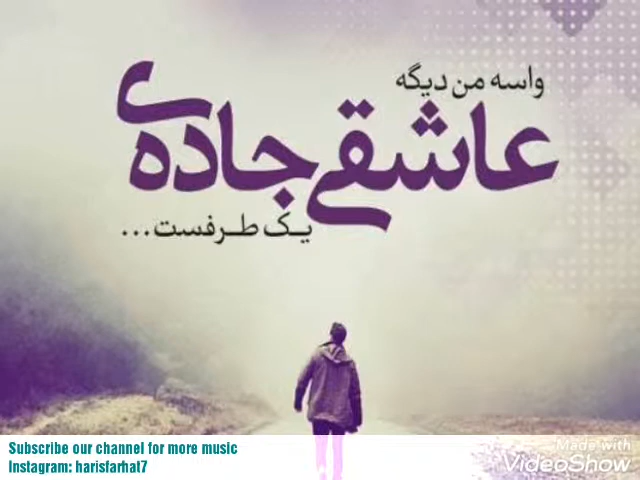 واسه من دیگه
عاشقی جاده‌ی
یک طرفست...
Subscribe our channel for more music
Instagram: harisfarhat7
Made with
VideoShow